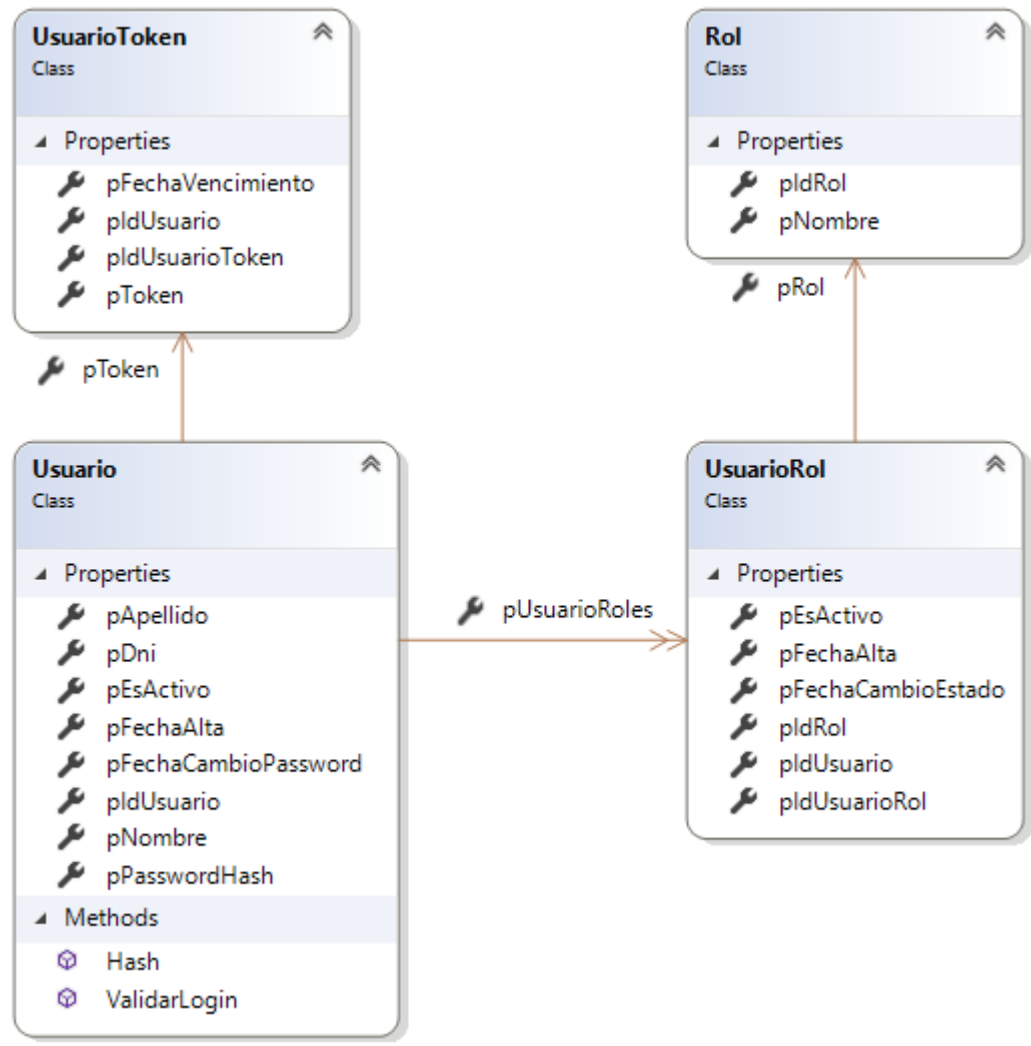 UsuarioToken
Class
Properties
pFechaVencimiento
pIdUsuario
pIdUsuarioToken
pToken
Rol
Class
Properties
pIdRol
pNombre
pToken
pRol
Usuario
Class
Properties
pApellido
pDni
pEsActivo
pFechaAlta
pFechaCambioPassword
pIdUsuario
pNombre
pPasswordHash
Methods
Hash
ValidarLogin
pUsuarioRoles
UsuarioRol
Class
Properties
pEsActivo
pFechaAlta
pFechaCambioEstado
pIdRol
pIdUsuario
pIdUsuarioRol